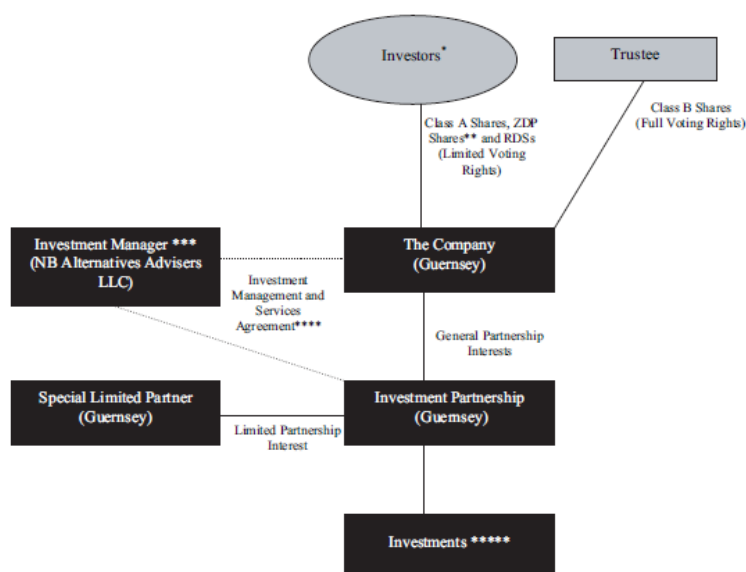 Investors*
Trustee
Class A Shares, ZDP
Shares** and RDSs
(Limited Voting
Rights)
Class B Shares
(Full Voting Rights)
Investment Manager ***
(NB Alternatives Advisers
LLC)
The Company
(Guernsey)
Investment
Management and
Services
Agreement****
General Partnership
Interests
Special Limited Partner
(Guernsey)
Investment Partnership
(Guernsey)
Limited Partnership
Interest
Investments *****